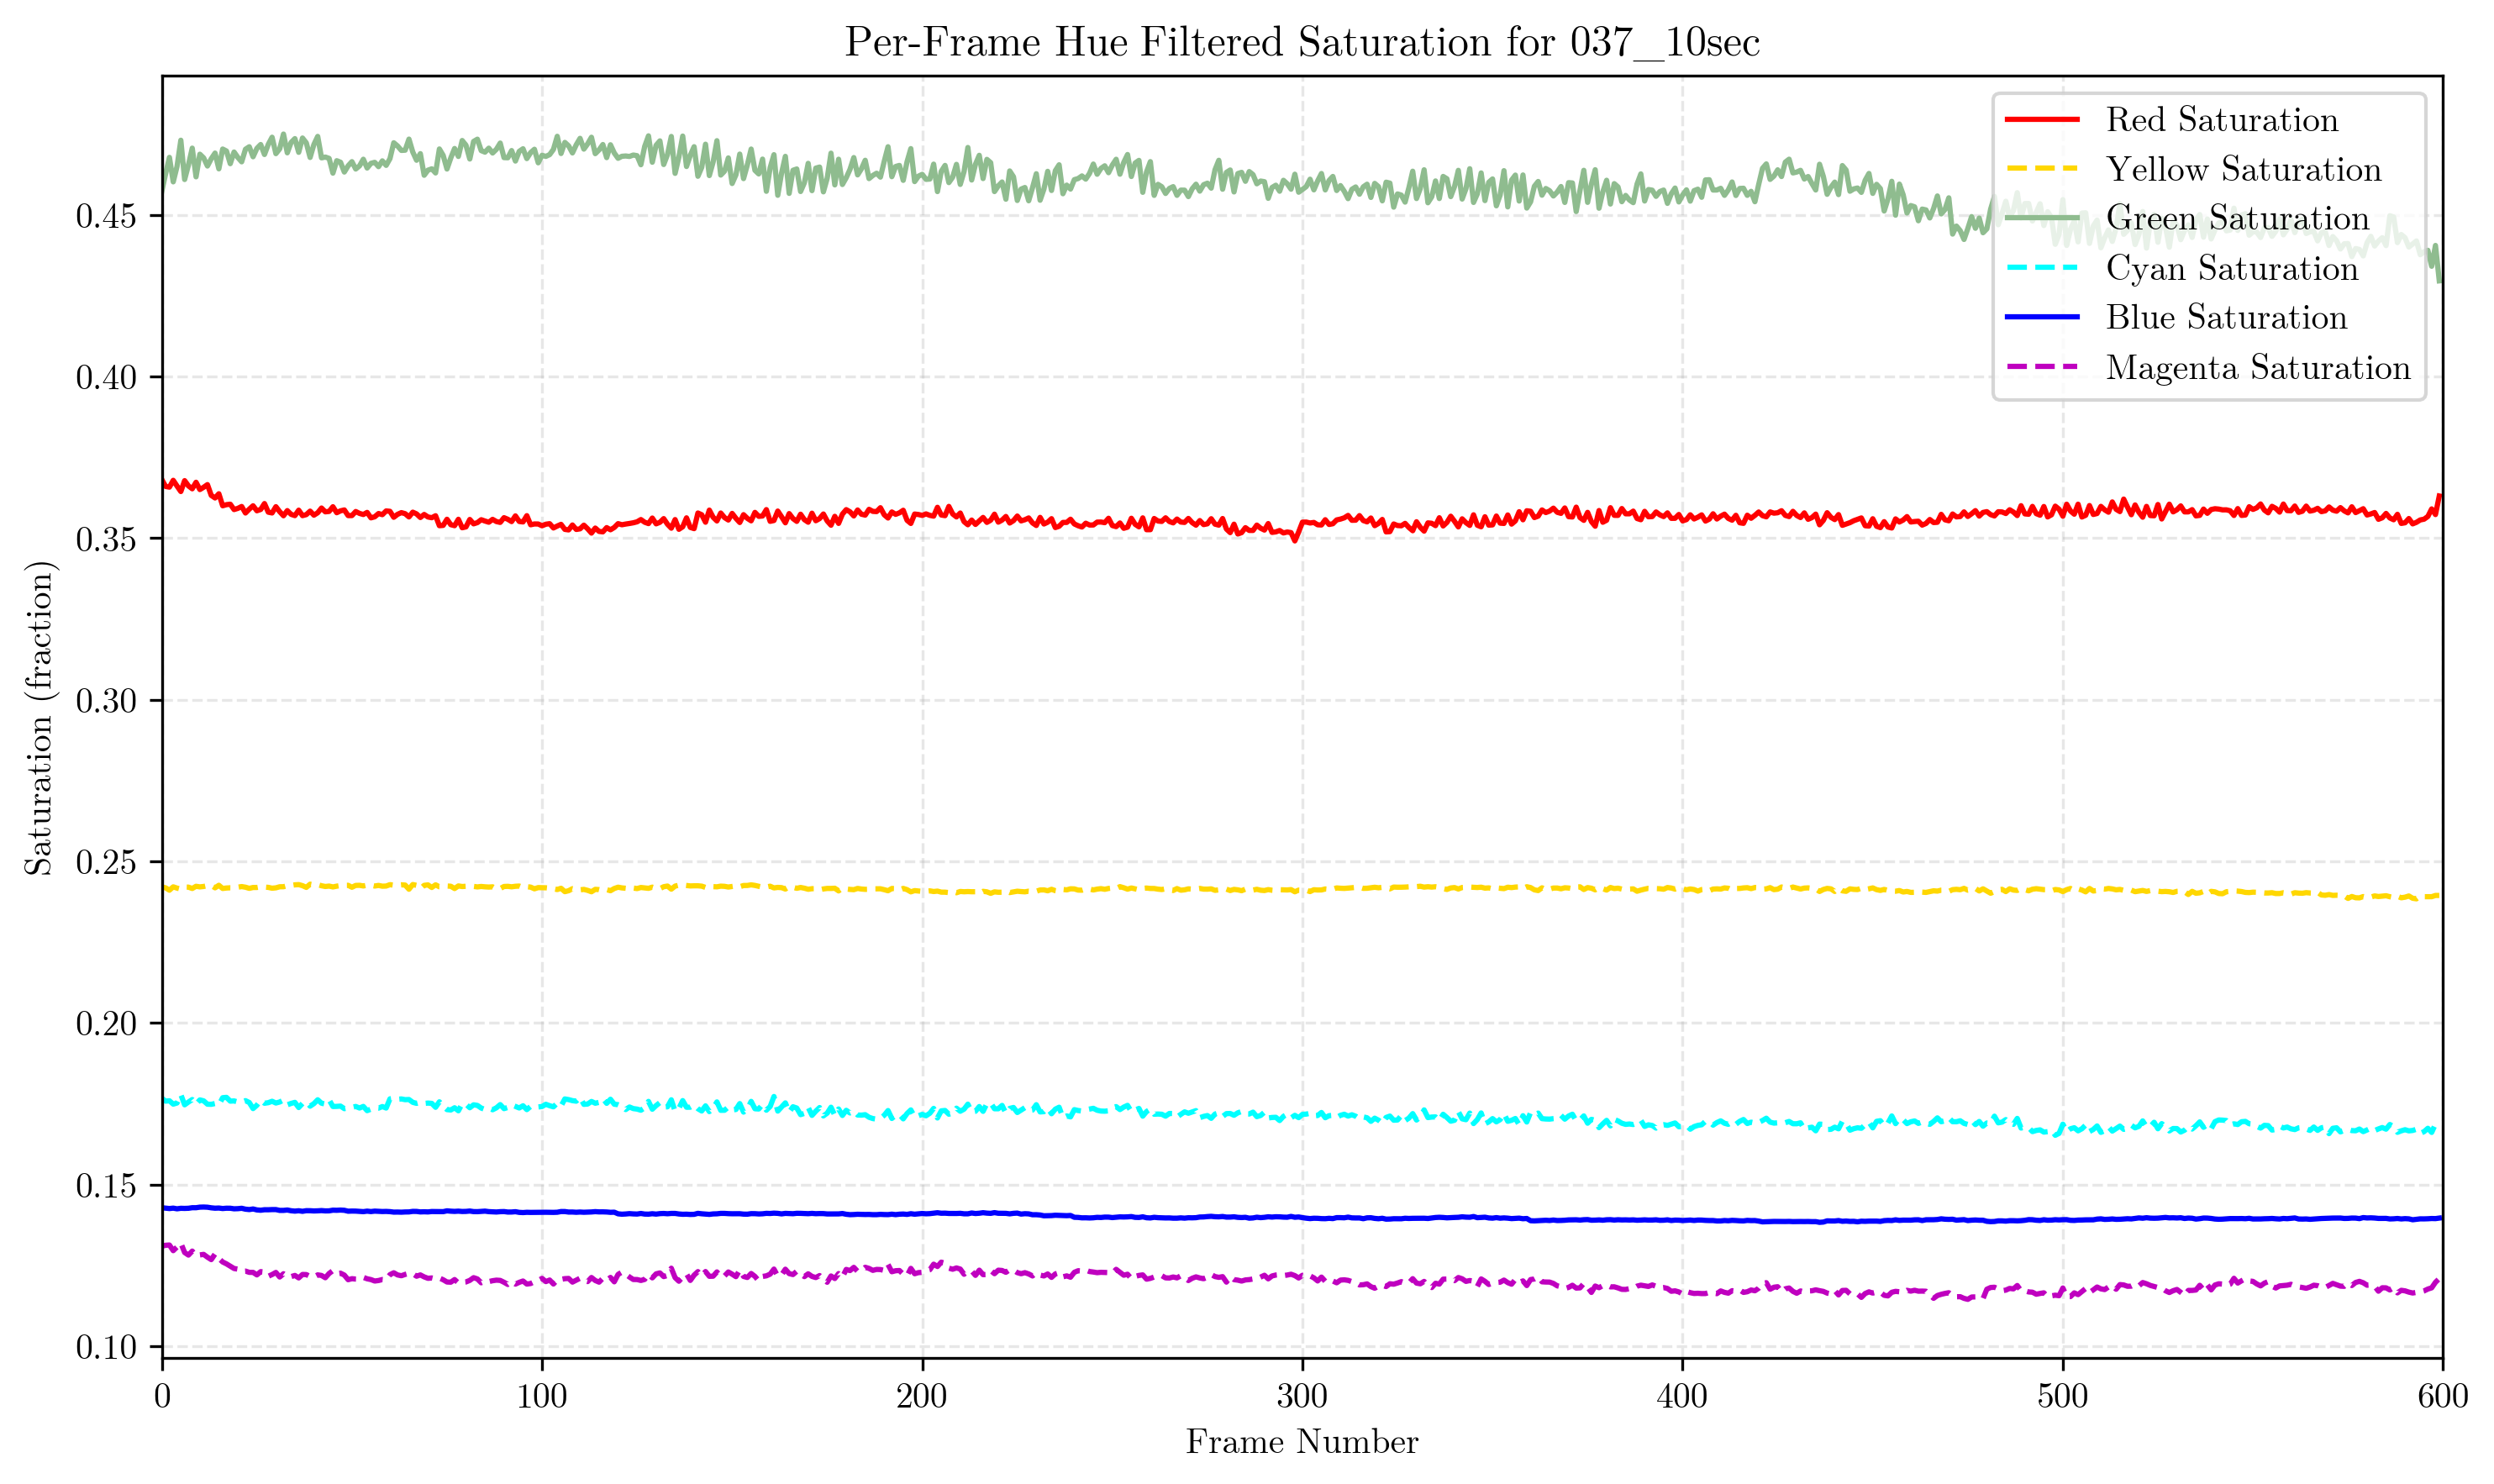 Per-Frame Hue Filtered Saturation for 037_10sec
Red Saturation
Yellow Saturation
Green Saturation
Cyan Saturation
Blue Saturation
Magenta Saturation
Saturation (fraction)
0.45
0.40
0.35
0.30
0.25
0.20
0.15
0.10
0 100 200 300 400 500 600
Frame Number